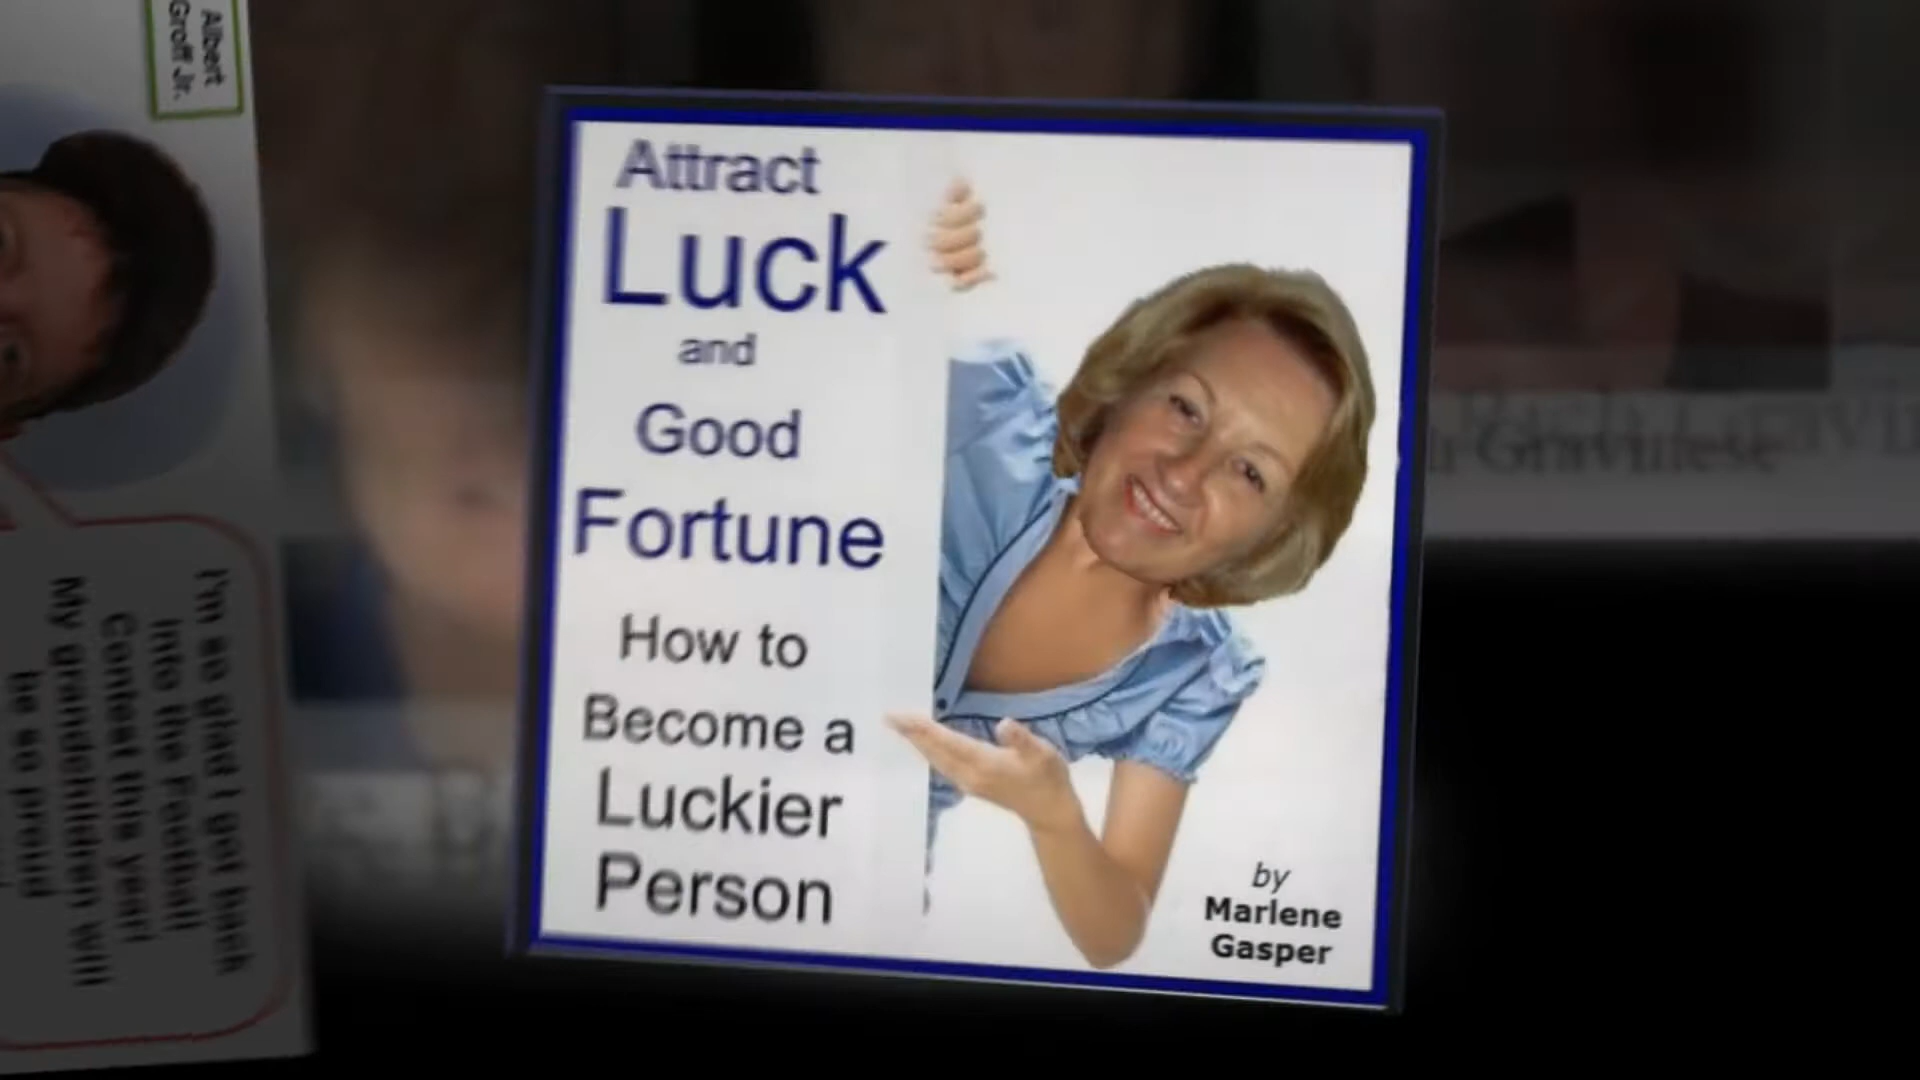 Attract
Luck
and
Good
Fortune
How to
Become a
Luckier
Person
by
Marlene
Gasper
Albert
Groff Jr.
I'm so glad I got back
into the Football
Contest this year!
My grandchildren will
be so proud
Gravinese